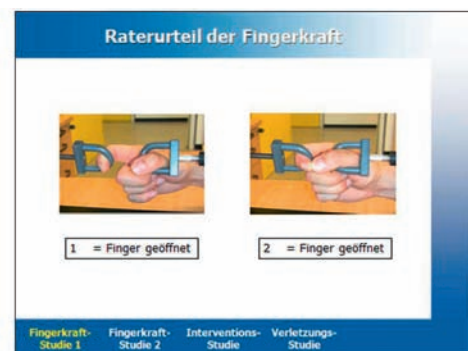 Raterurteil der Fingerkraft
1 = Finger geöffnet
2 = Finger geöffnet
Fingerkraft-
Studie 1
Fingerkraft-
Studie 2
Interventions-
Studie
Verletzungs-
Studie